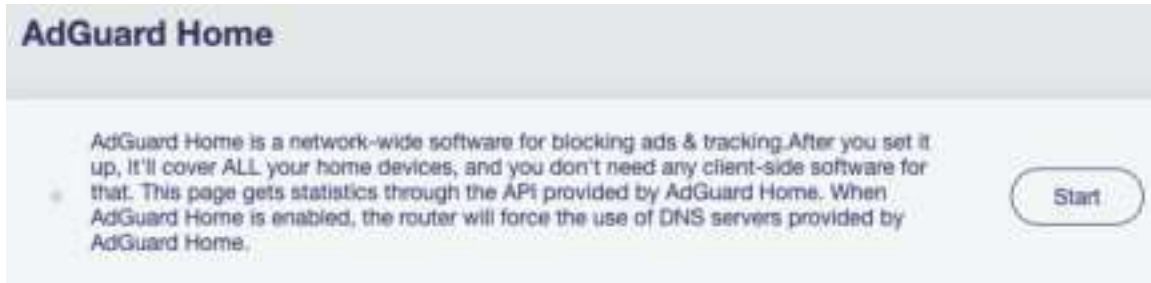 AdGuard Home
AdGuard Home is a network-wide software for blocking ads & tracking.After you set it
up, It'll cover ALL your home devices, and you don't need any client-side software for
that. This page gets statistics through the API provided by AdGuard Home. When
AdGuard Home is enabled, the router will force the use of DNS servers provided by
AdGuard Home.
Start